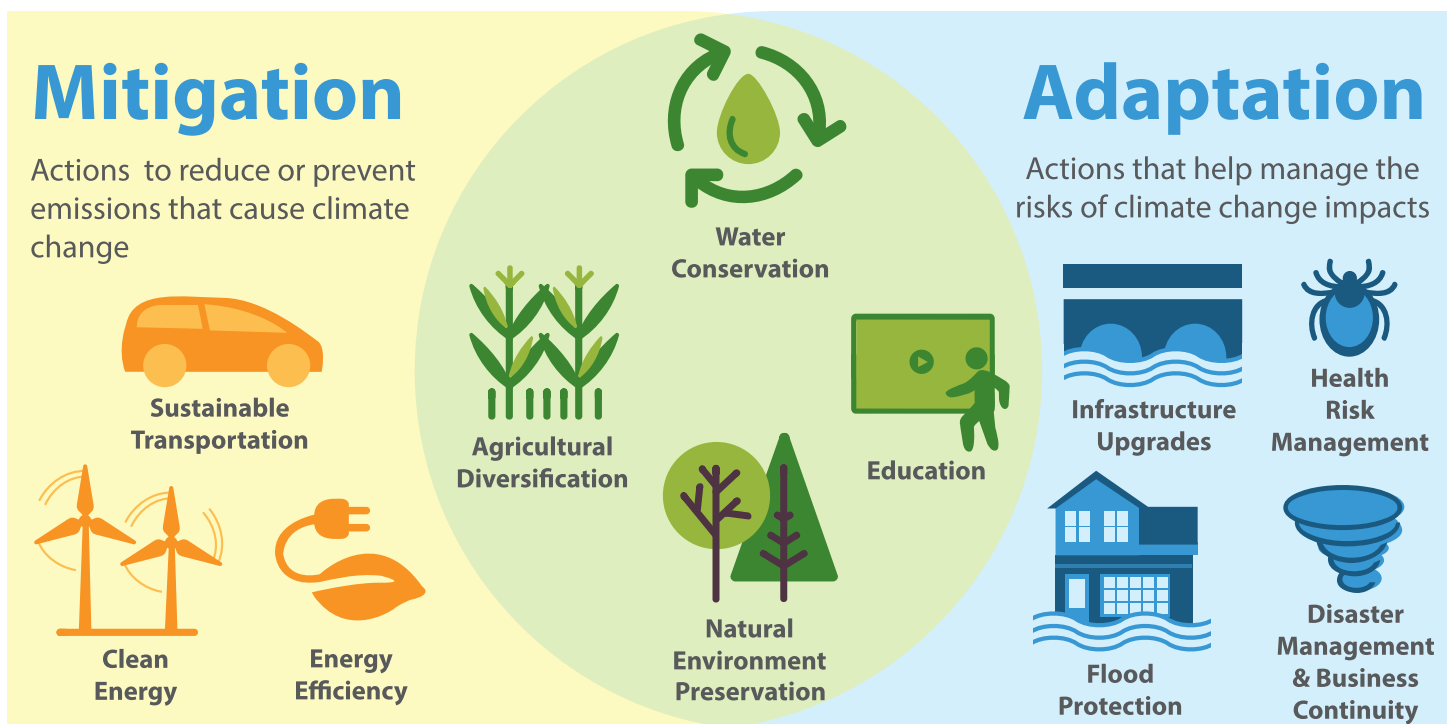 Mitigation
Actions to reduce or prevent
emissions that cause climate
change
Sustainable
Transportation
Clean
Energy
Energy
Efficiency
Water
Conservation
Agricultural
Diversification
Education
Natural
Environment
Preservation
Adaptation
Actions that help manage the
risks of climate change impacts
Infrastructure
Upgrades
Health
Risk
Management
Flood
Protection
Disaster
Management
& Business
Continuity